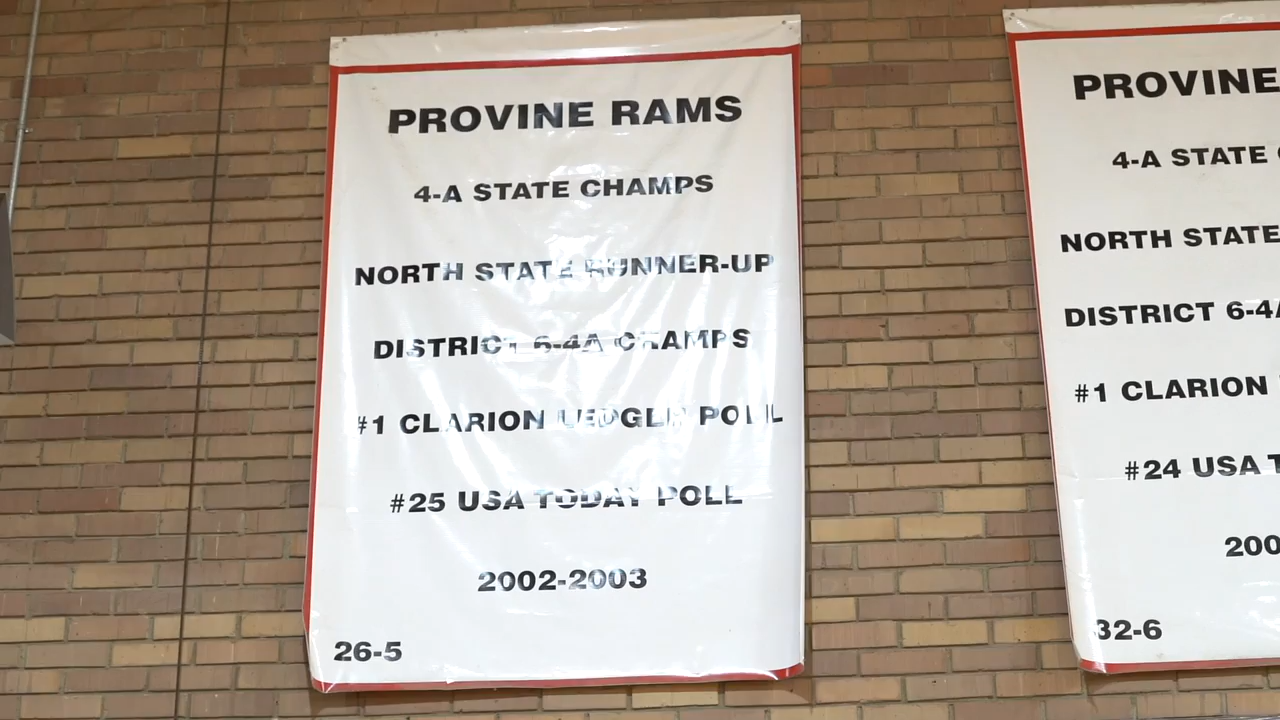 PROVINE RAMS
4-A STATE CHAMPS
NORTH STATE RUNNER-UP
DISTRICT 6-4A CHAMPS
#1 CLARION LEDGER POLL
#25 USA TODAY POLL
2002-2003
26-5
PROVINE
4-A STATE
NORTH STATE
DISTRICT 6-4A
#1 CLARION
#24 USA T
200
32-6